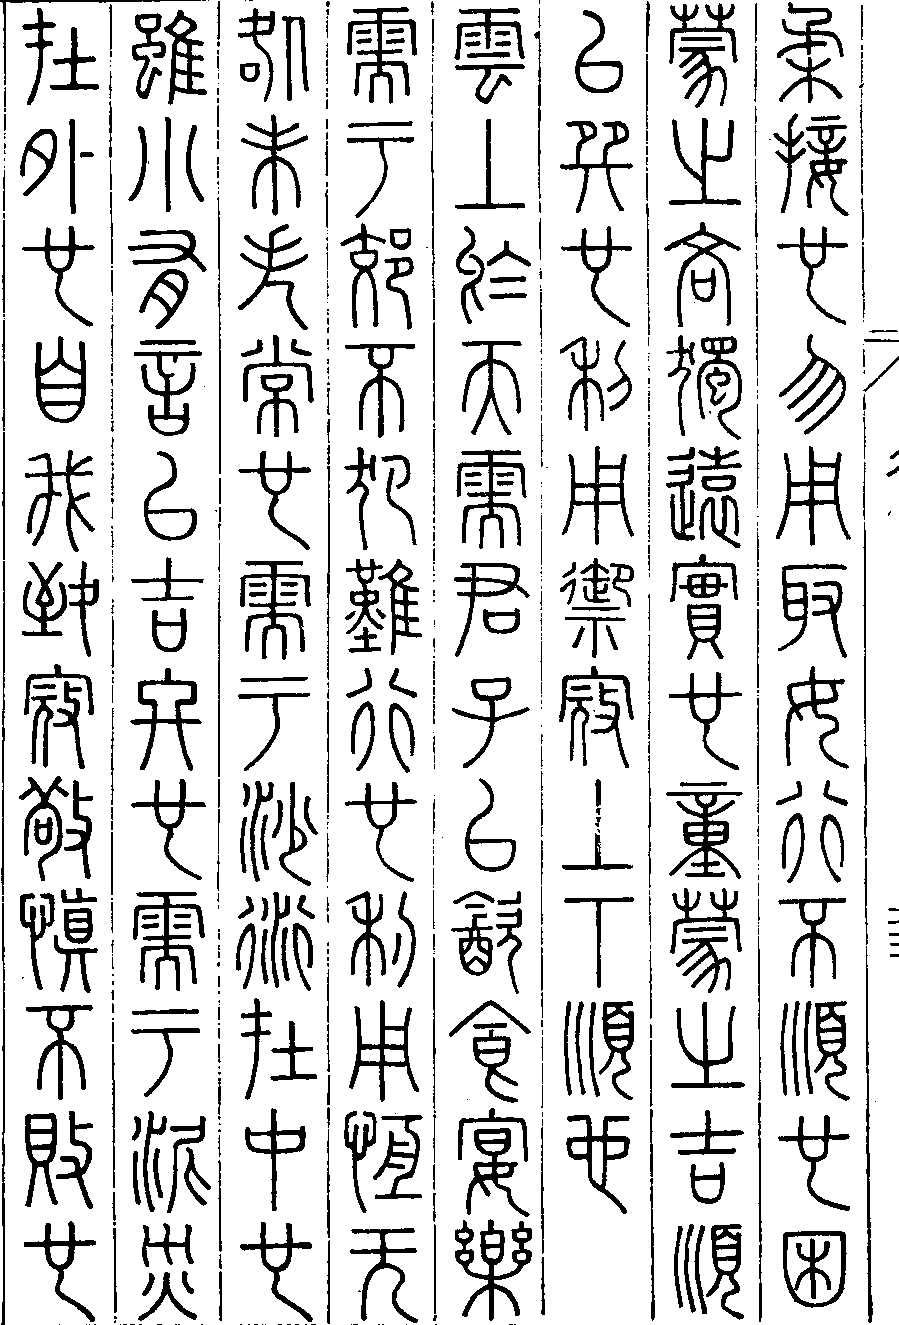 柔接也勿用取女行不順也困
蒙之吝獨遠實也童蒙之吉順
以巽也利用禦寇上下順也
雲上於天需君子以飲食宴樂
需于郊不犯難行也利用恒无
咎未失常也需于沙衍在中也
雖小有言以吉終也需于泥災
在外也自我致寇敬慎不敗也